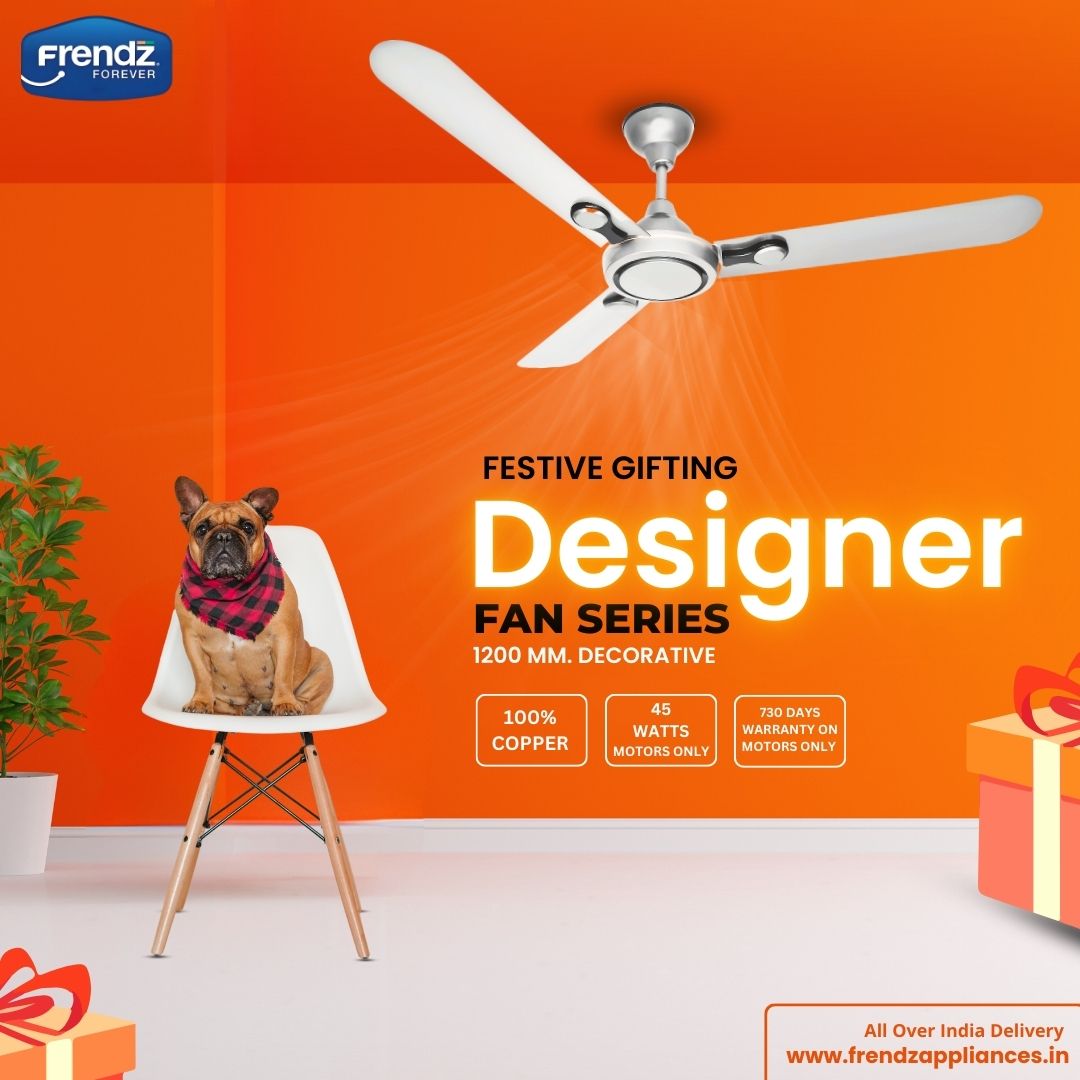 Frendz
FOREVER
FESTIVE GIFTING
Designer
FAN SERIES
1200 MM. DECORATIVE
100%
COPPER
45
WATTS
MOTORS ONLY
730 DAYS
WARRANTY ON
MOTORS ONLY
All Over India Delivery
www.frendzappliances.in